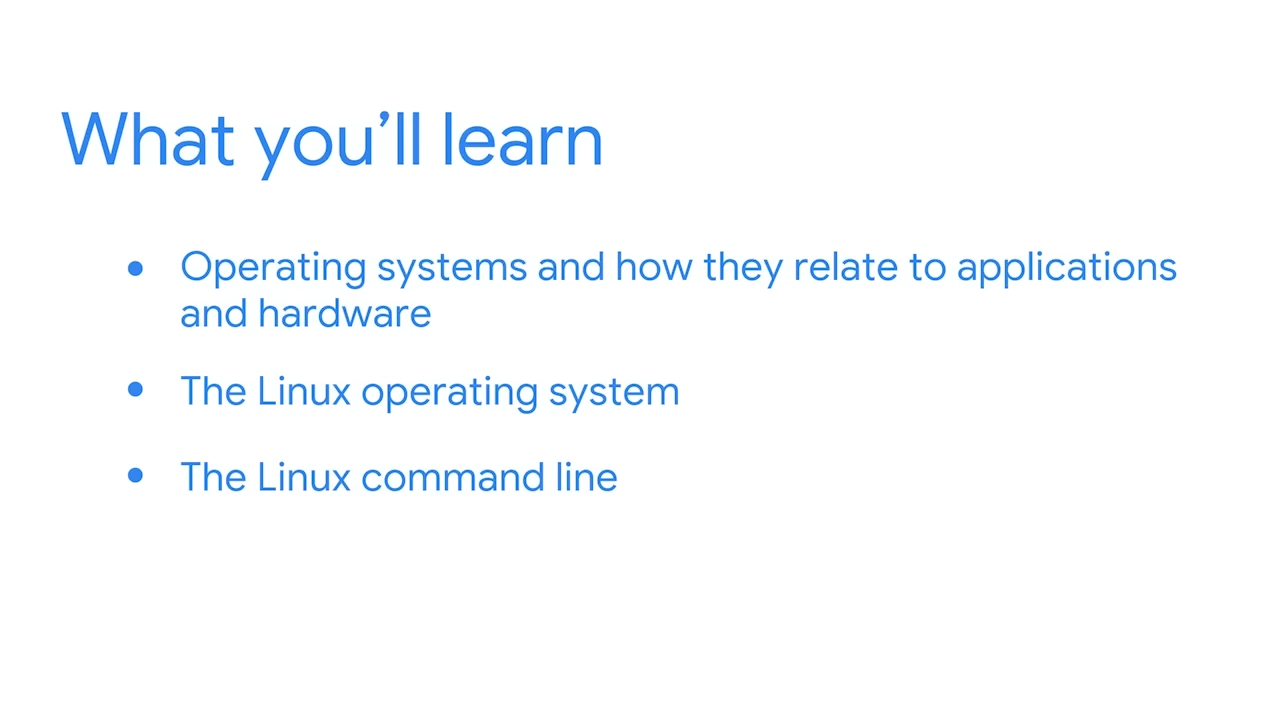 What you’ll learn
• Operating systems and how they relate to applications
and hardware
• The Linux operating system
• The Linux command line